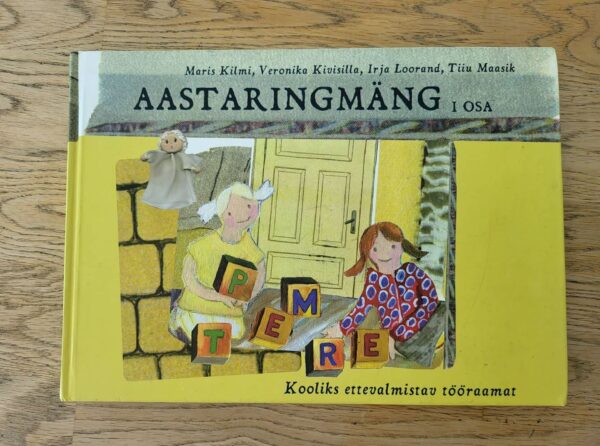 Maris Kilmi, Veronika Kivisilla, Irja Loorand, Tiiu Maasik
AASTARINGMÄNG I OSA
P M
T E R E
Kooliks ettevalmistav tööraamat